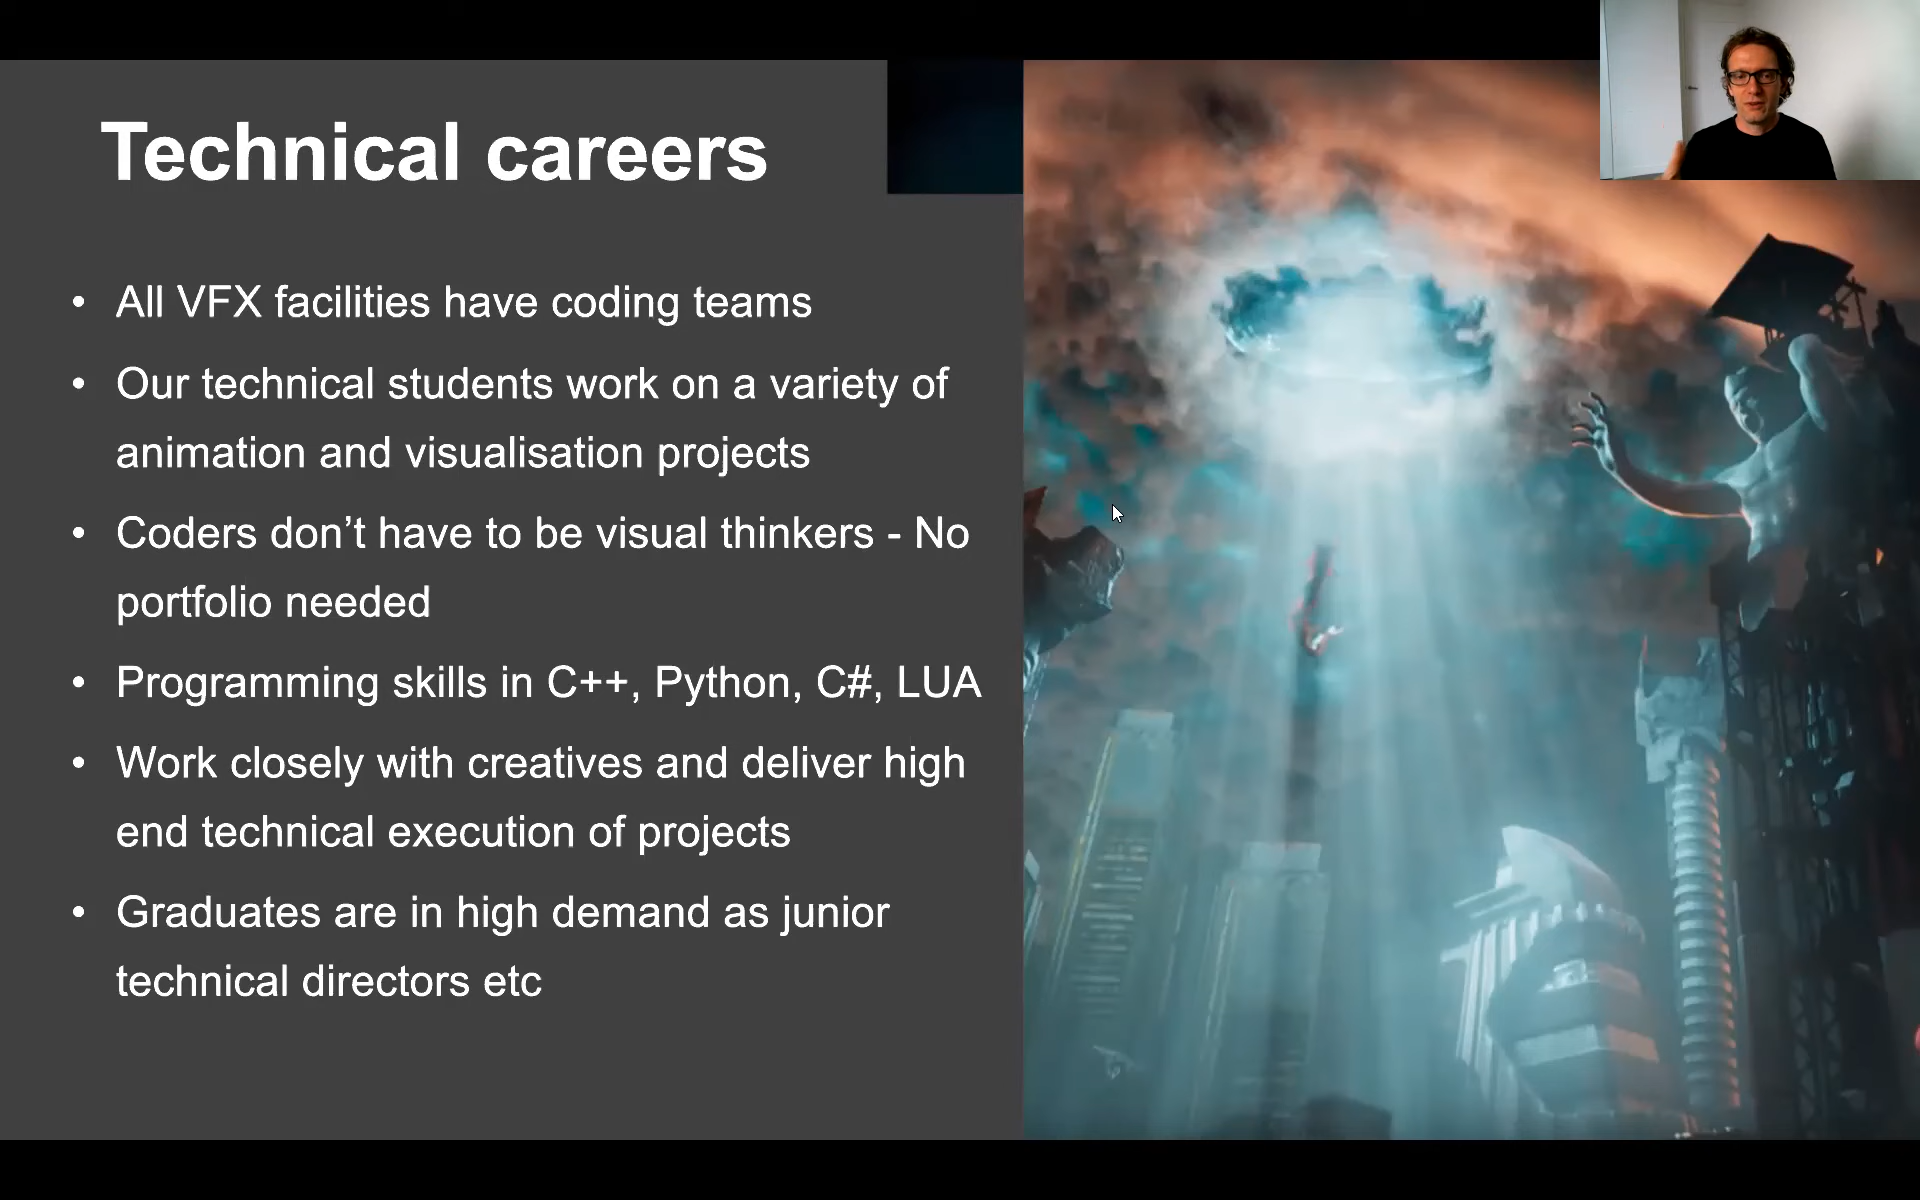 Technical careers
• All VFX facilities have coding teams
• Our technical students work on a variety of
animation and visualisation projects
• Coders don’t have to be visual thinkers - No
portfolio needed
• Programming skills in C++, Python, C#, LUA
• Work closely with creatives and deliver high
end technical execution of projects
• Graduates are in high demand as junior
technical directors etc